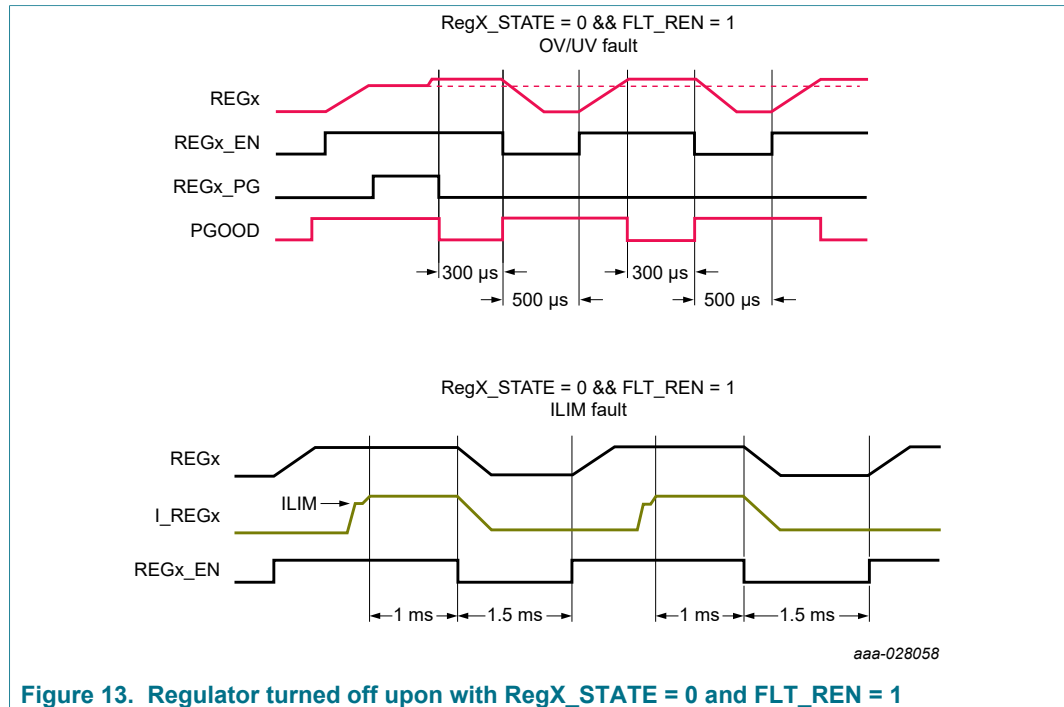 RegX_STATE = 0 && FLT_REN = 1
OV/UV fault
REGx
REGx_EN
REGx_PG
PGOOD
300 μs
300 μs
500 μs
500 μs
RegX_STATE = 0 && FLT_REN = 1
ILIM fault
REGx
ILIM
I_REGx
REGx_EN
1 ms
1.5 ms
1 ms
1.5 ms
aaa-028058
Figure 13. Regulator turned off upon with RegX_STATE = 0 and FLT_REN = 1